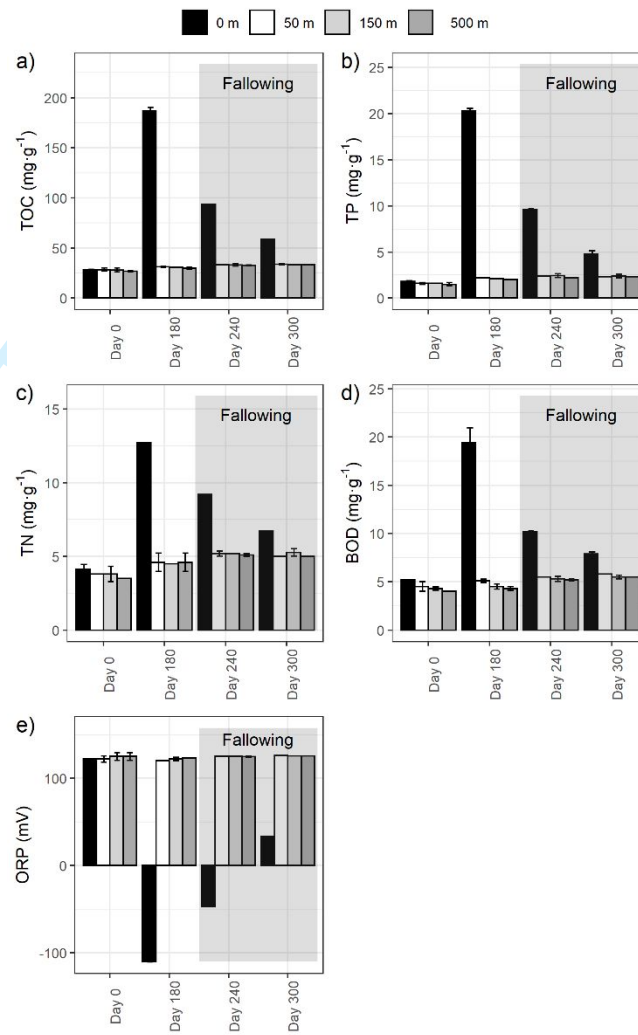 0 m 50 m 150 m 500 m
a)
Fallowing
TOC (mg·g⁻¹)
200
150
100
50
0
Day 0
Day 180
Day 240
Day 300
b)
Fallowing
TP (mg·g⁻¹)
25
20
15
10
5
0
Day 0
Day 180
Day 240
Day 300
c)
Fallowing
TN (mg·g⁻¹)
15
10
5
0
Day 0
Day 180
Day 240
Day 300
d)
Fallowing
BOD (mg·g⁻¹)
25
20
15
10
5
0
Day 0
Day 180
Day 240
Day 300
e)
Fallowing
ORP (mV)
100
0
-100
Day 0
Day 180
Day 240
Day 300